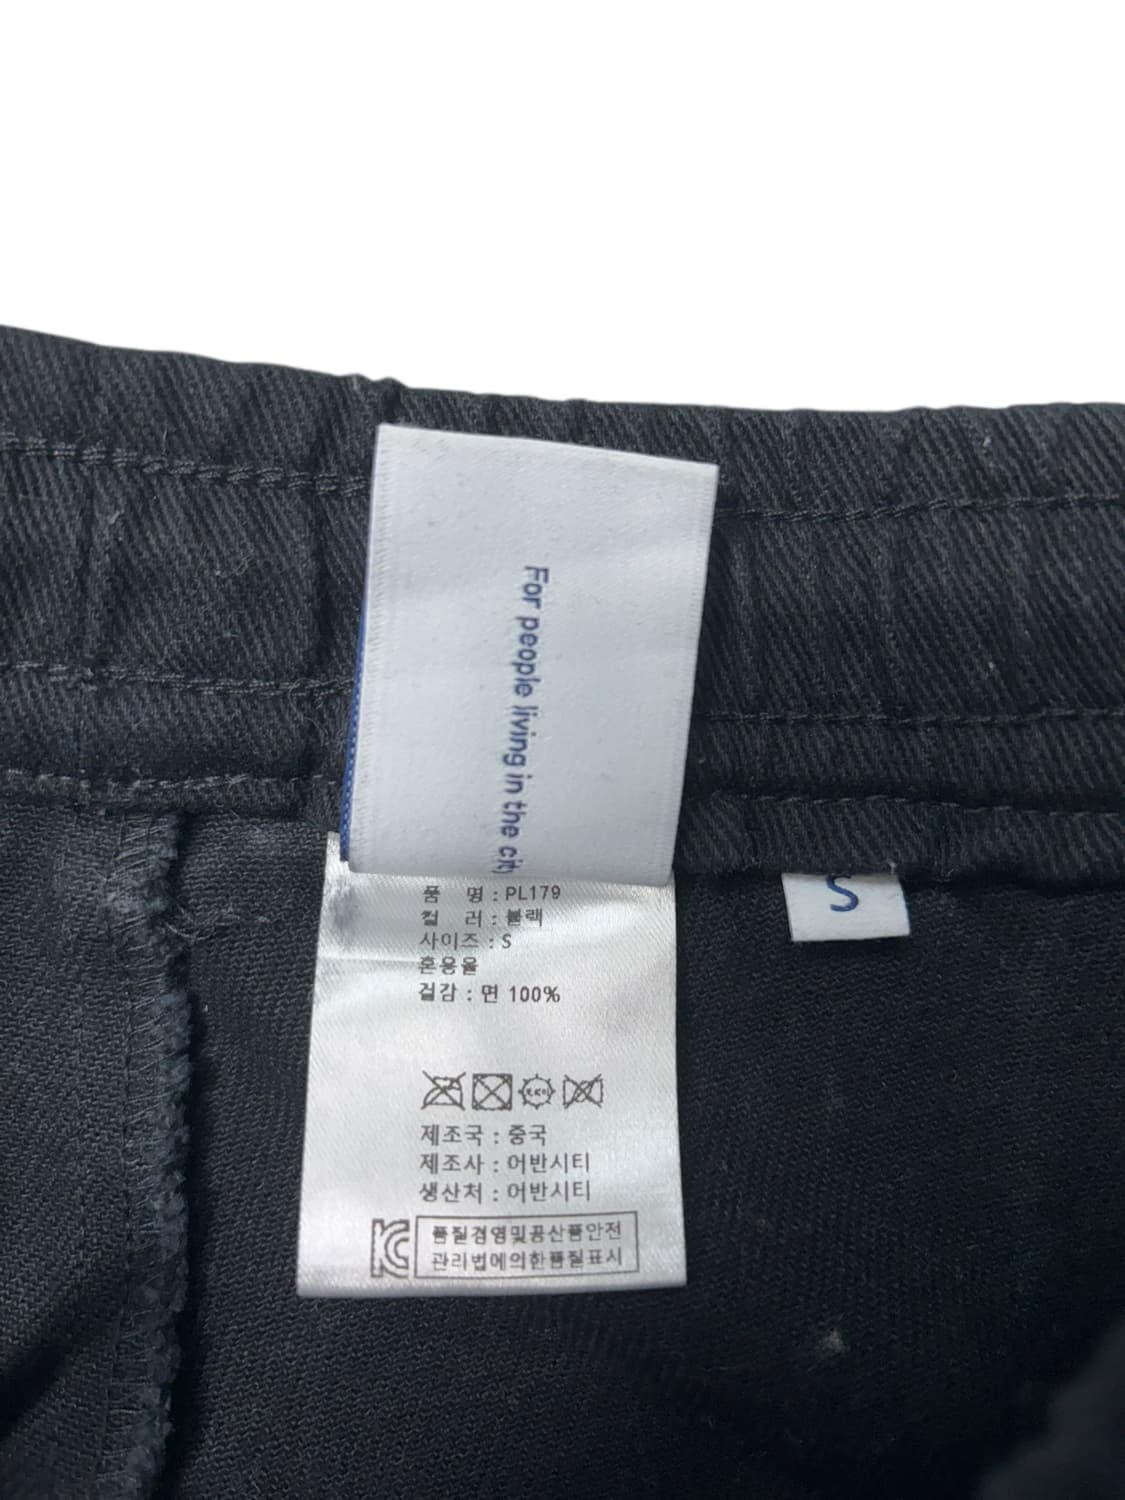 For people living in the city
품 명 : PL179
컬 러 : 블랙
사이즈 : S
혼용율
겉감 : 면 100%
제조국 : 중국
제조사 : 어반시티
생산처 : 어반시티
KC
품질경영및공산품안전
관리법에의한품질표시
S